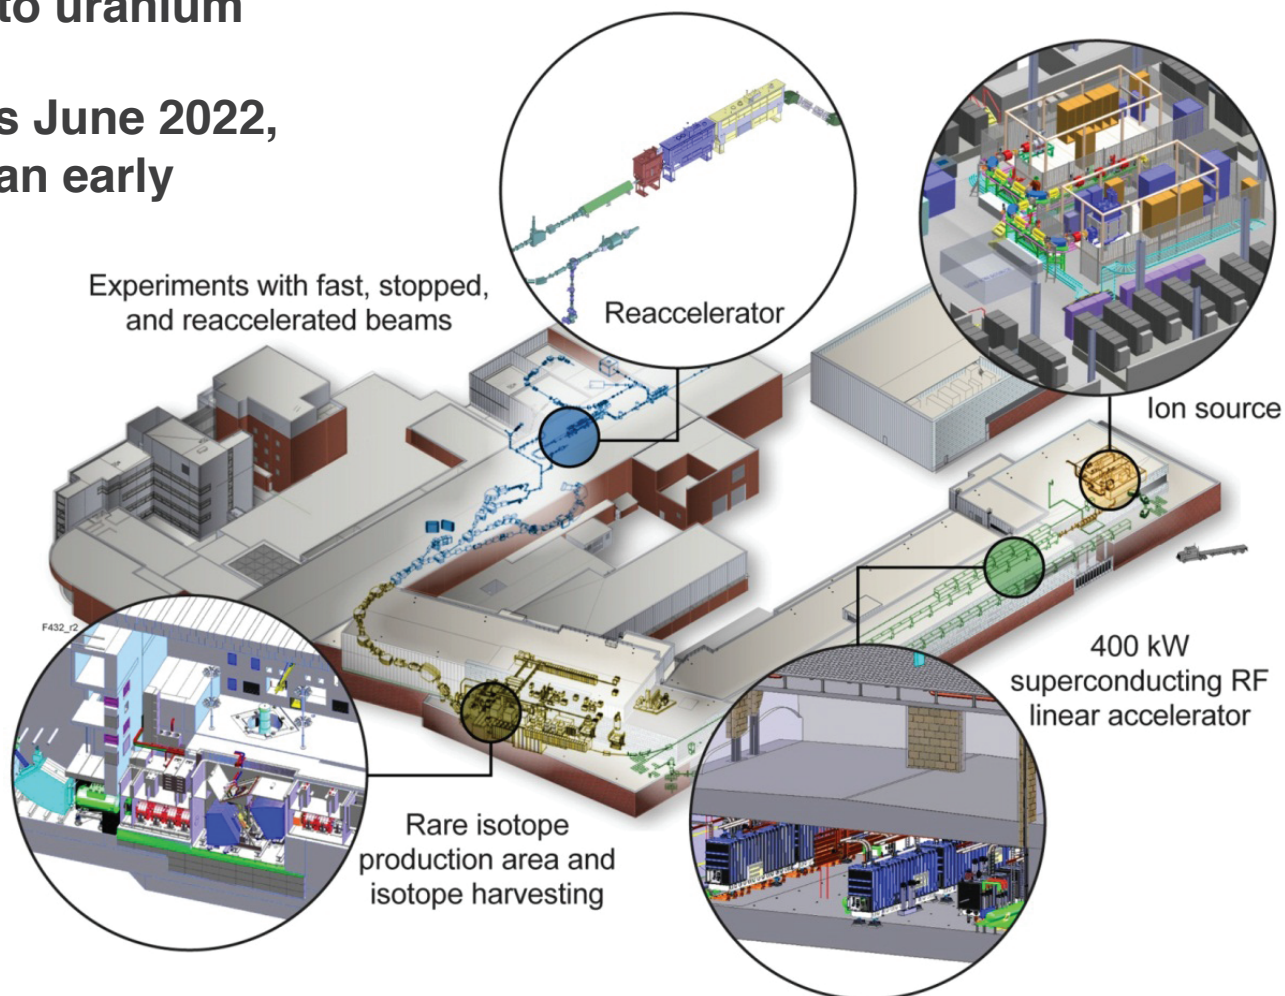 to uranium
s June 2022,
an early
Experiments with fast, stopped,
and reaccelerated beams
Reaccelerator
Ion source
F432_r2
400 kW
superconducting RF
linear accelerator
Rare isotope
production area and
isotope harvesting